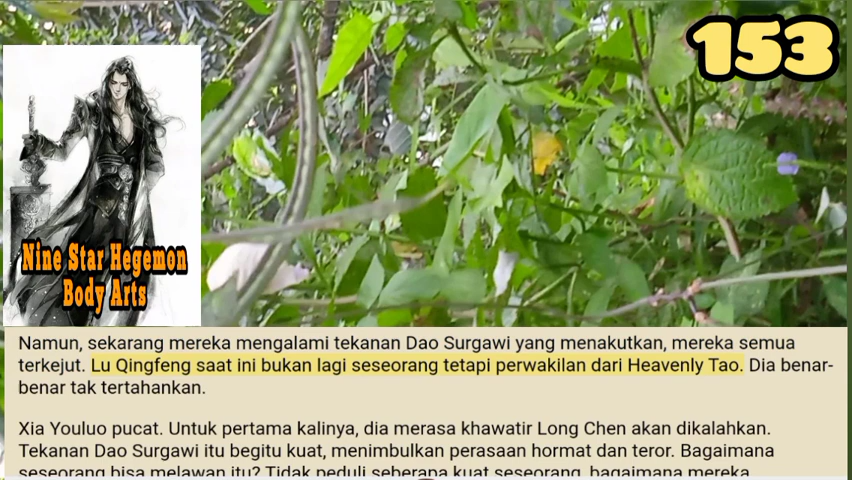 153
Nine Star Hegemon
Body Arts
Namun, sekarang mereka mengalami tekanan Dao Surgawi yang menakutkan, mereka semua
terkejut. Lu Qingfeng saat ini bukan lagi seseorang tetapi perwakilan dari Heavenly Tao. Dia benar-
benar tak tertahankan.
Xia Youluo pucat. Untuk pertama kalinya, dia merasa khawatir Long Chen akan dikalahkan.
Tekanan Dao Surgawi itu begitu kuat, menimbulkan perasaan hormat dan teror. Bagaimana
seseorang bisa melawan itu? Tidak peduli seberapa kuat seseorang, bagaimana mereka